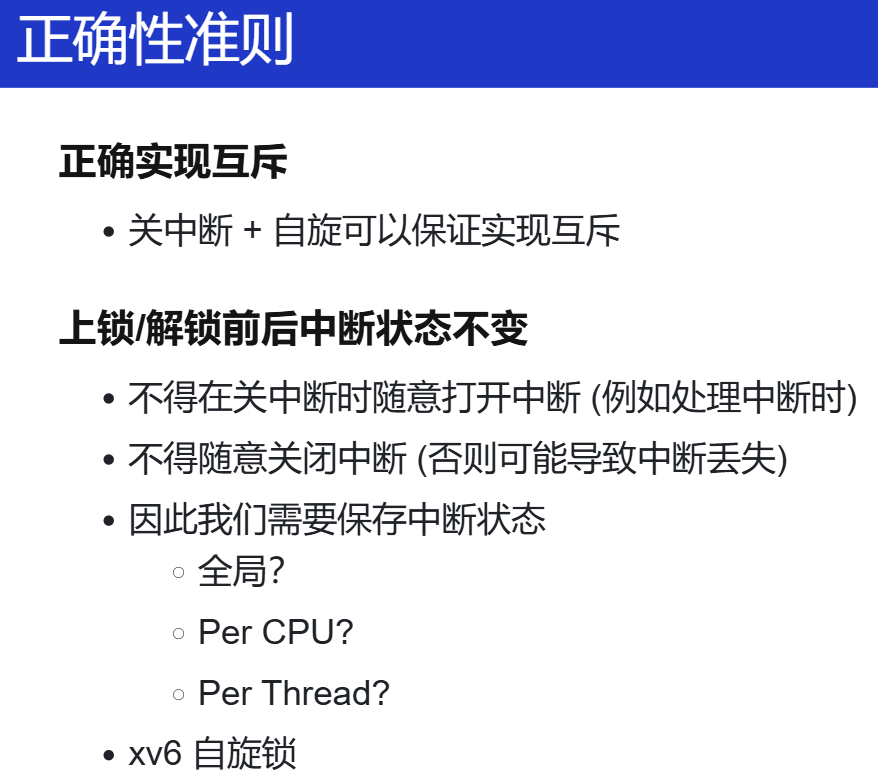 正确性准则
正确实现互斥
• 关中断 + 自旋可以保证实现互斥
上锁/解锁前后中断状态不变
• 不得在关中断时随意打开中断 (例如处理中断时)
• 不得随意关闭中断 (否则可能导致中断丢失)
• 因此我们需要保存中断状态
○ 全局?
○ Per CPU?
○ Per Thread?
• xv6 自旋锁